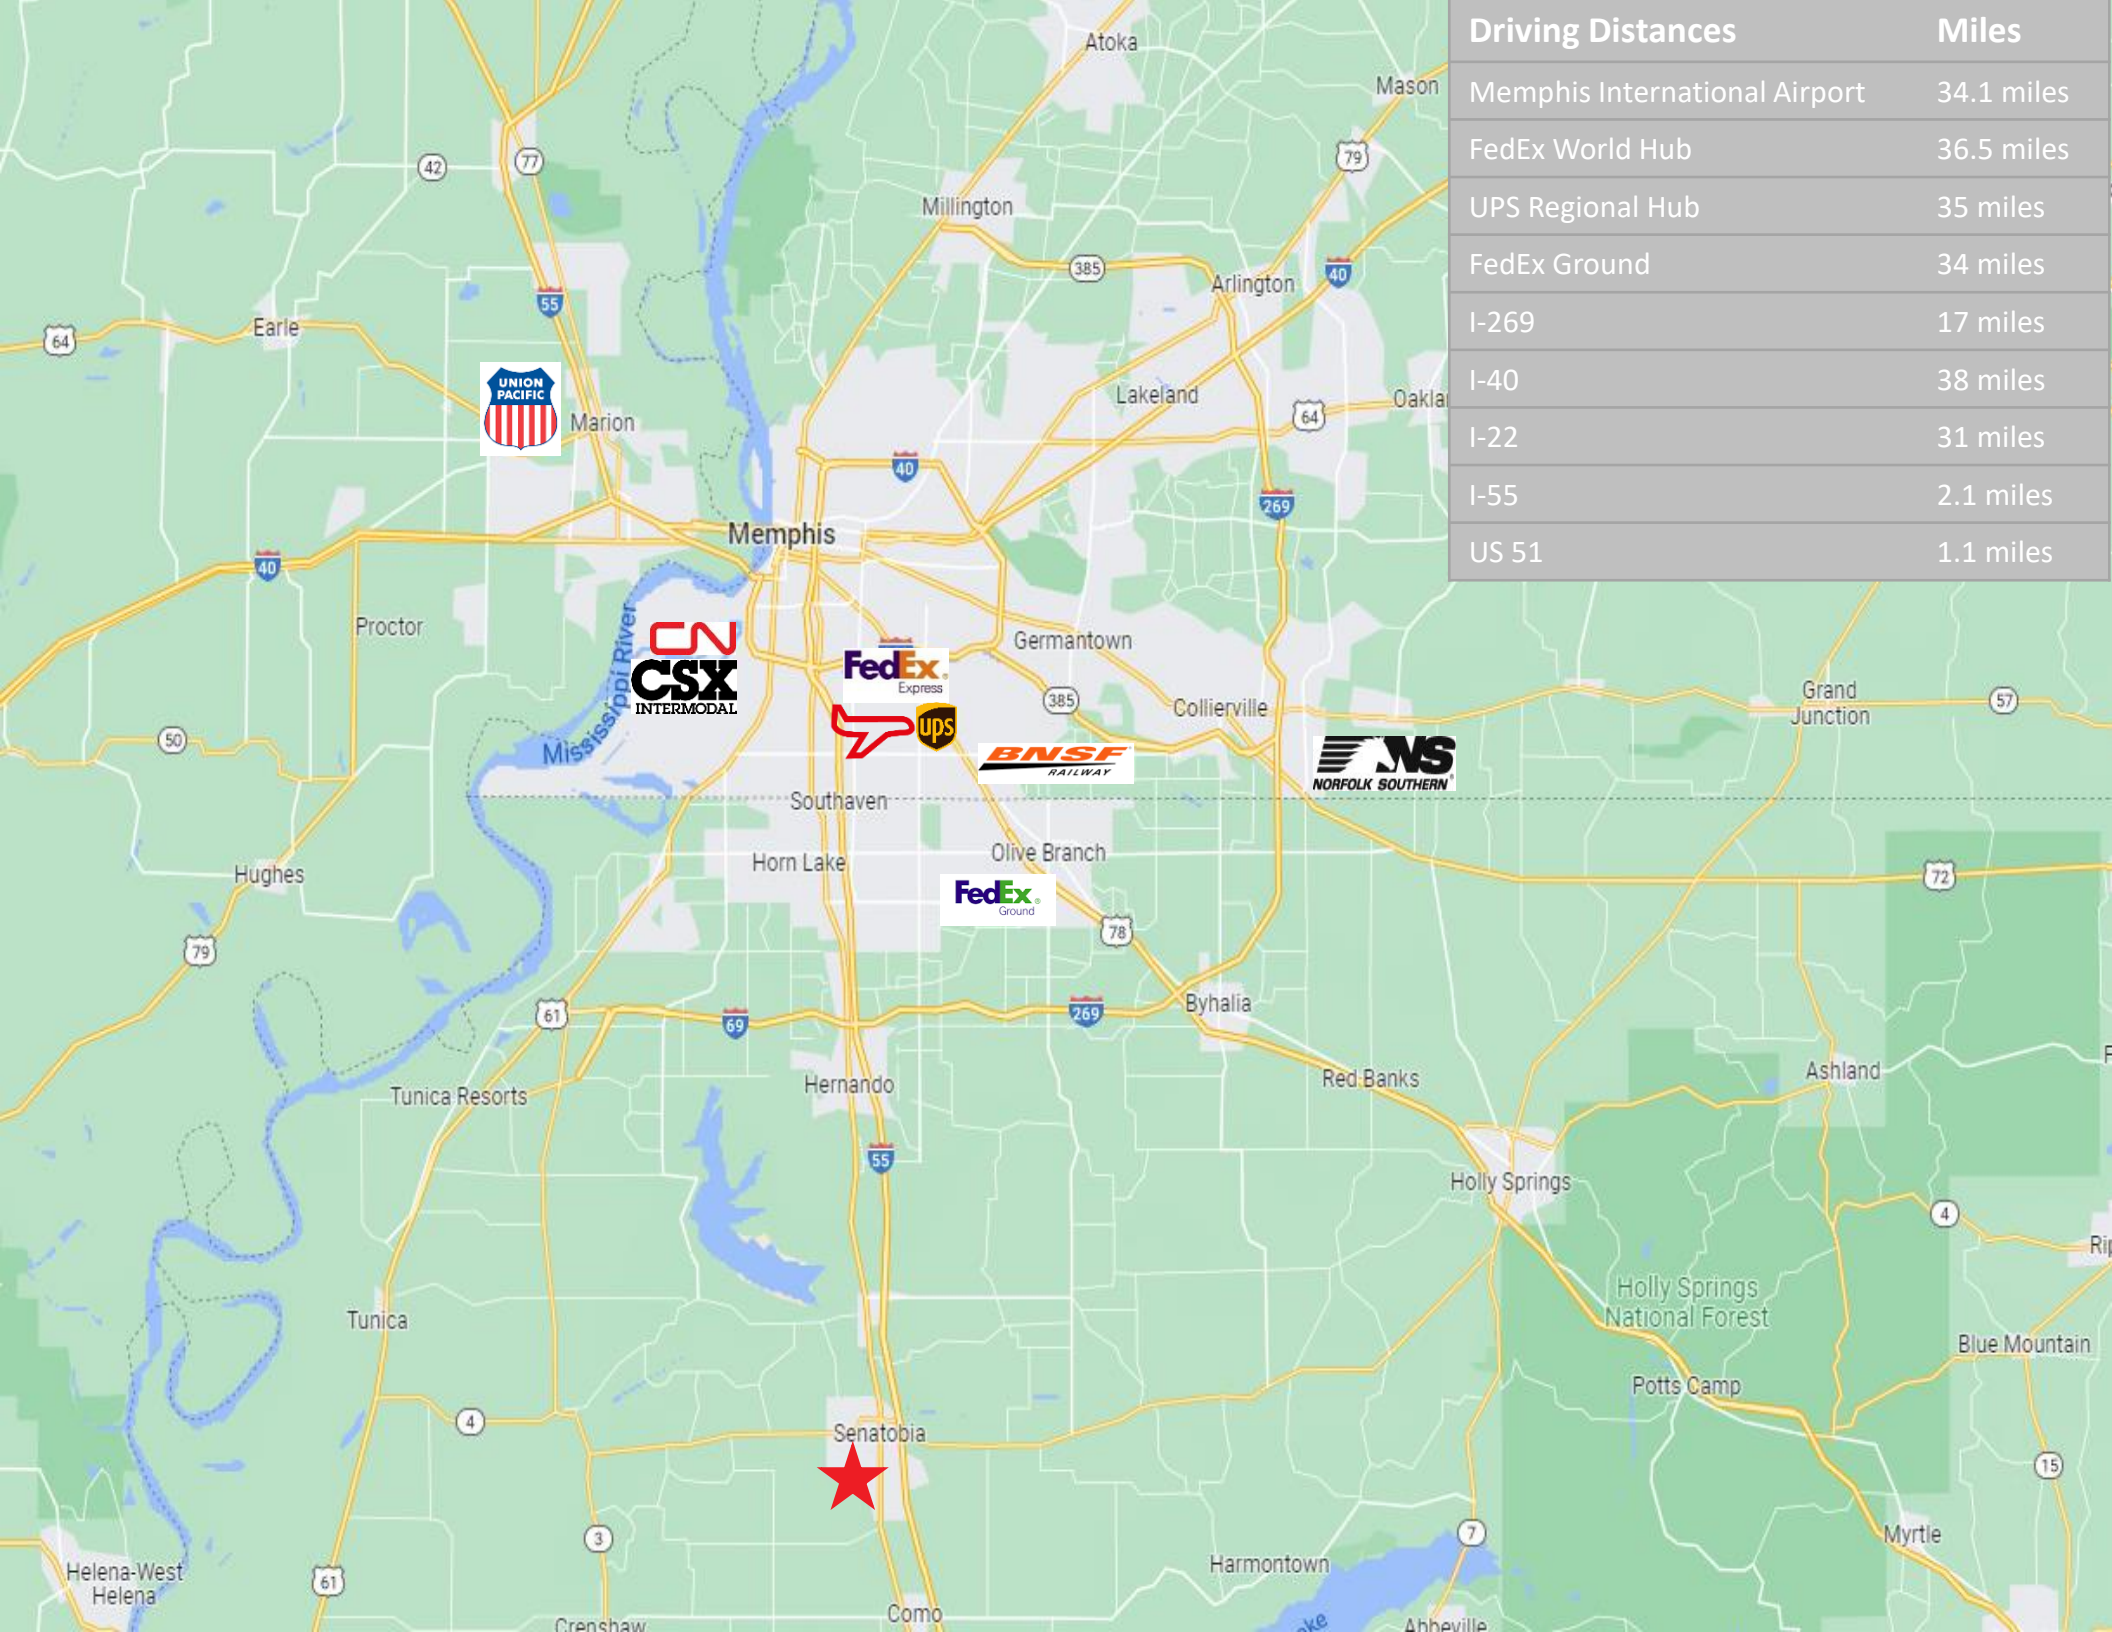 Driving Distances Miles
Memphis International Airport 34.1 miles
FedEx World Hub 36.5 miles
UPS Regional Hub 35 miles
FedEx Ground 34 miles
I-269 17 miles
I-40 38 miles
I-22 31 miles
I-55 2.1 miles
US 51 1.1 miles
Atoka
Mason
79
42
77
Millington
385
Arlington
40
55
Earle
64
UNION
PACIFIC
Marion
Lakeland
64
40
269
Memphis
40
Proctor
Mississippi River
CN
CSX
INTERMODAL
FedEx®
Express
Germantown
385
Collierville
Grand
Junction
57
50
ups
BNSF
RAILWAY
NS
NORFOLK SOUTHERN®
Southaven
Horn Lake
Olive Branch
Hughes
72
FedEx®
Ground
78
79
61
69
269
Byhalia
Hernando
Tunica Resorts
Red Banks
Ashland
55
Holly Springs
4
Holly Springs
National Forest
Tunica
Blue Mountain
Potts Camp
4
Senatobia
15
3
7
Myrtle
Harmontown
Helena-West
Helena
61
Como
Crenshaw
Abbeville